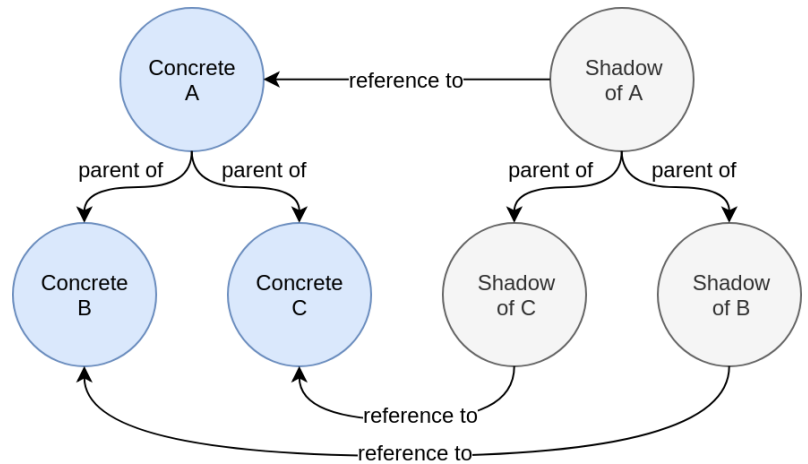 Concrete
A
reference to
Shadow
of A
parent of
parent of
parent of
parent of
Concrete
B
Concrete
C
Shadow
of C
Shadow
of B
reference to
reference to